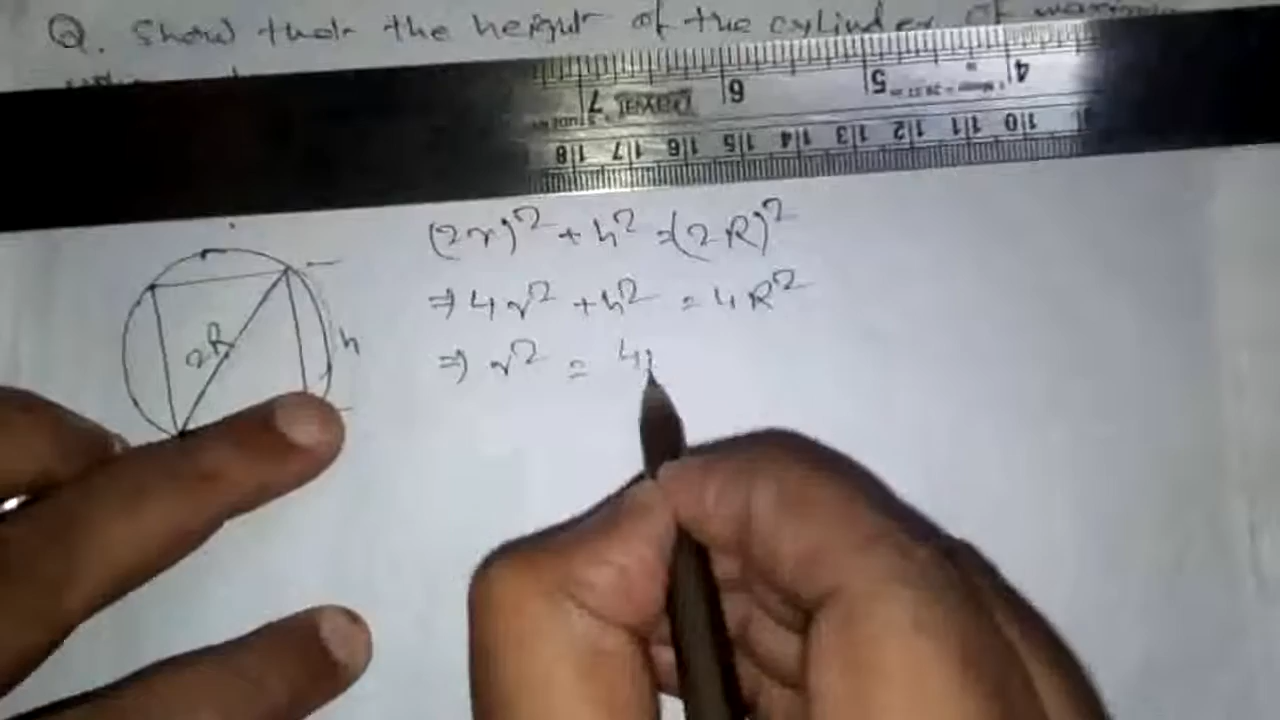 Q. Show that the height of the cylinder of
4 5 6 7
10 11 12 13 14 15 16 17 18
(2r)² + h² = (2R)²
⇒ 4r² + h² = 4R²
2R h
⇒ r² = 4